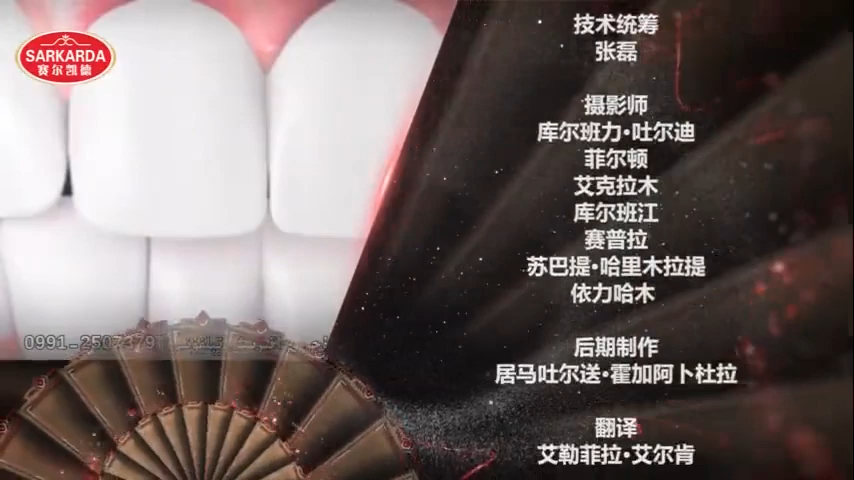 SARKARDA
赛尔凯德
技术统筹
张磊
摄影师
库尔班力·吐尔迪
菲尔顿
艾克拉木
库尔班江
赛普拉
苏巴提·哈里木拉提
依力哈木
后期制作
居马吐尔送·霍加阿卜杜拉
翻译
艾勒菲拉·艾尔肯
0991-2507379